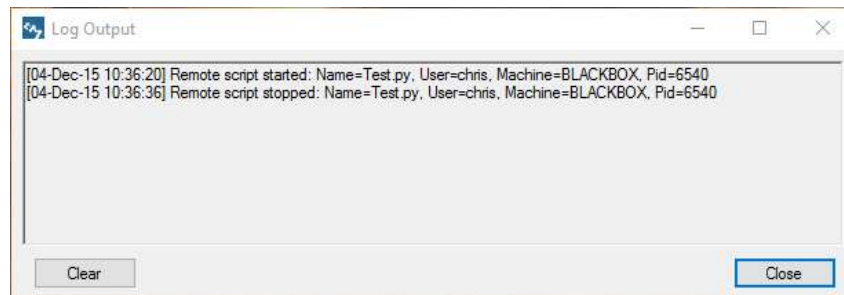 Log Output
[04-Dec-15 10:36:20] Remote script started: Name=Test.py, User=chris, Machine=BLACKBOX, Pid=6540
[04-Dec-15 10:36:36] Remote script stopped: Name=Test.py, User=chris, Machine=BLACKBOX, Pid=6540
Clear Close